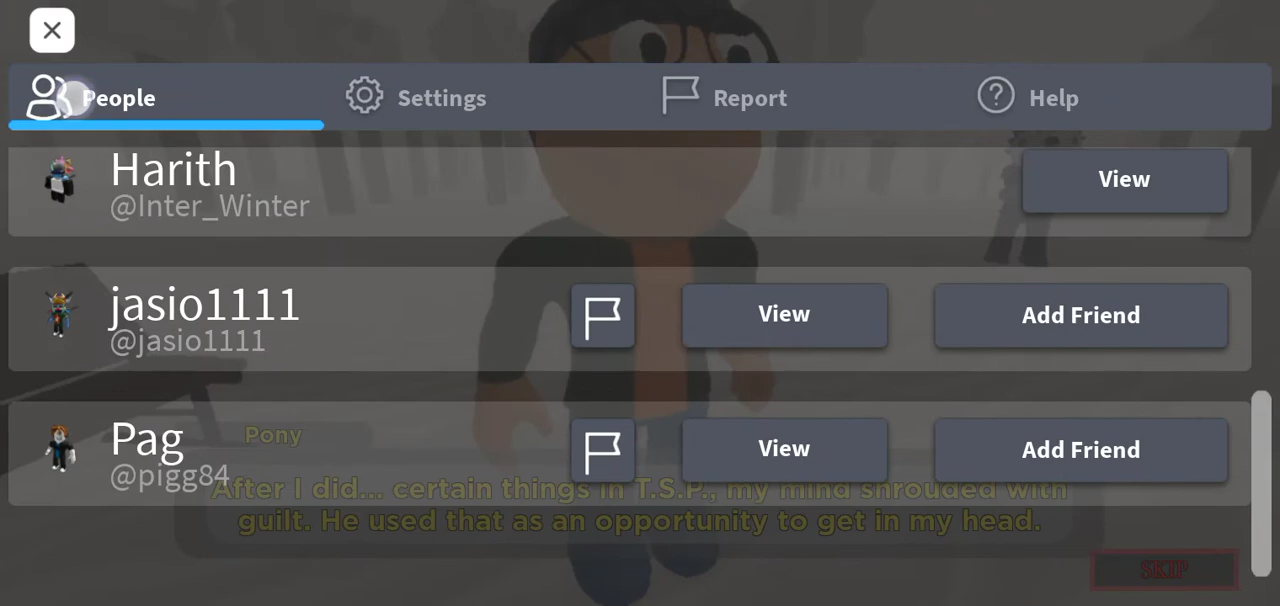 People
Settings
Report
Help
Harith
@Inter_Winter
View
jasio1111
@jasio1111
View
Add Friend
Pag
@pigg84
View
Add Friend
Pony
After I did... certain things in T.S.P., my mind shrouded with
guilt. He used that as an opportunity to get in my head.
SKIP